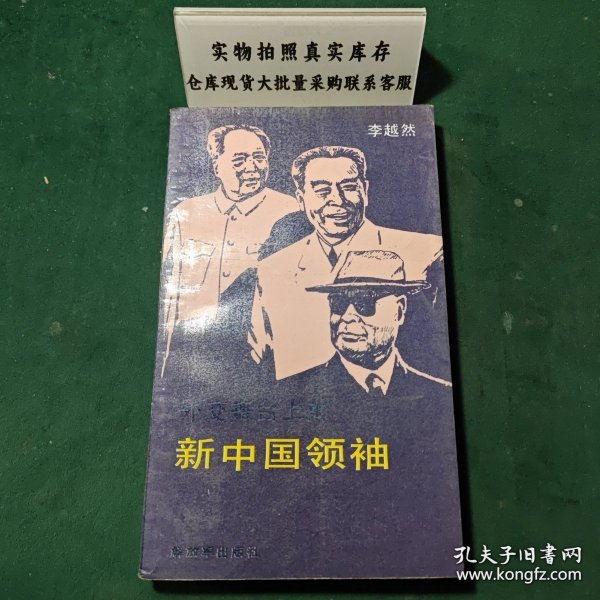 实物拍照真实库存
仓库现货大批量采购联系客服
李越然
外交舞台上的
新中国领袖
解放军出版社
孔夫子旧书网
www.kongfz.com